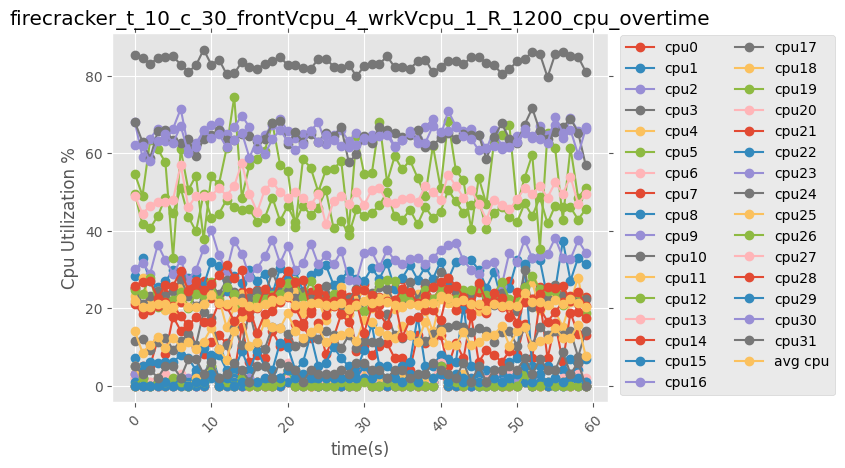 firecracker_t_10_c_30_frontVcpu_4_wrkVcpu_1_R_1200_cpu_overtime
Cpu Utilization %
80
60
40
20
0
0
10
20
30
40
50
60
time(s)
cpu0
cpu1
cpu2
cpu3
cpu4
cpu5
cpu6
cpu7
cpu8
cpu9
cpu10
cpu11
cpu12
cpu13
cpu14
cpu15
cpu16
cpu17
cpu18
cpu19
cpu20
cpu21
cpu22
cpu23
cpu24
cpu25
cpu26
cpu27
cpu28
cpu29
cpu30
cpu31
avg cpu